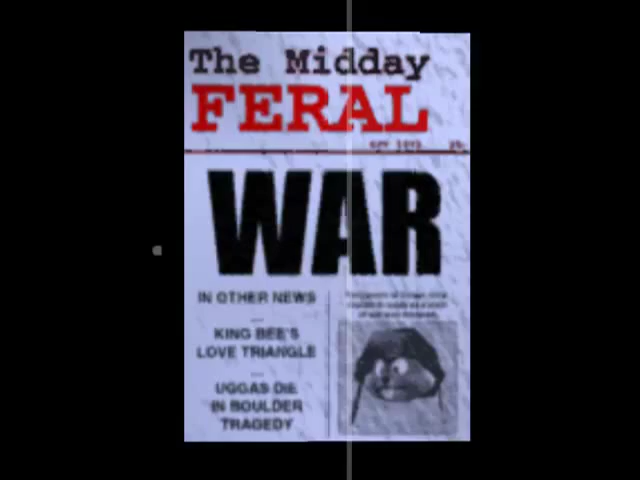 The Midday
FERAL
WAR
IN OTHER NEWS
KING BEE'S
LOVE TRIANGLE
UGGAS DIE
IN BOULDER
TRAGEDY